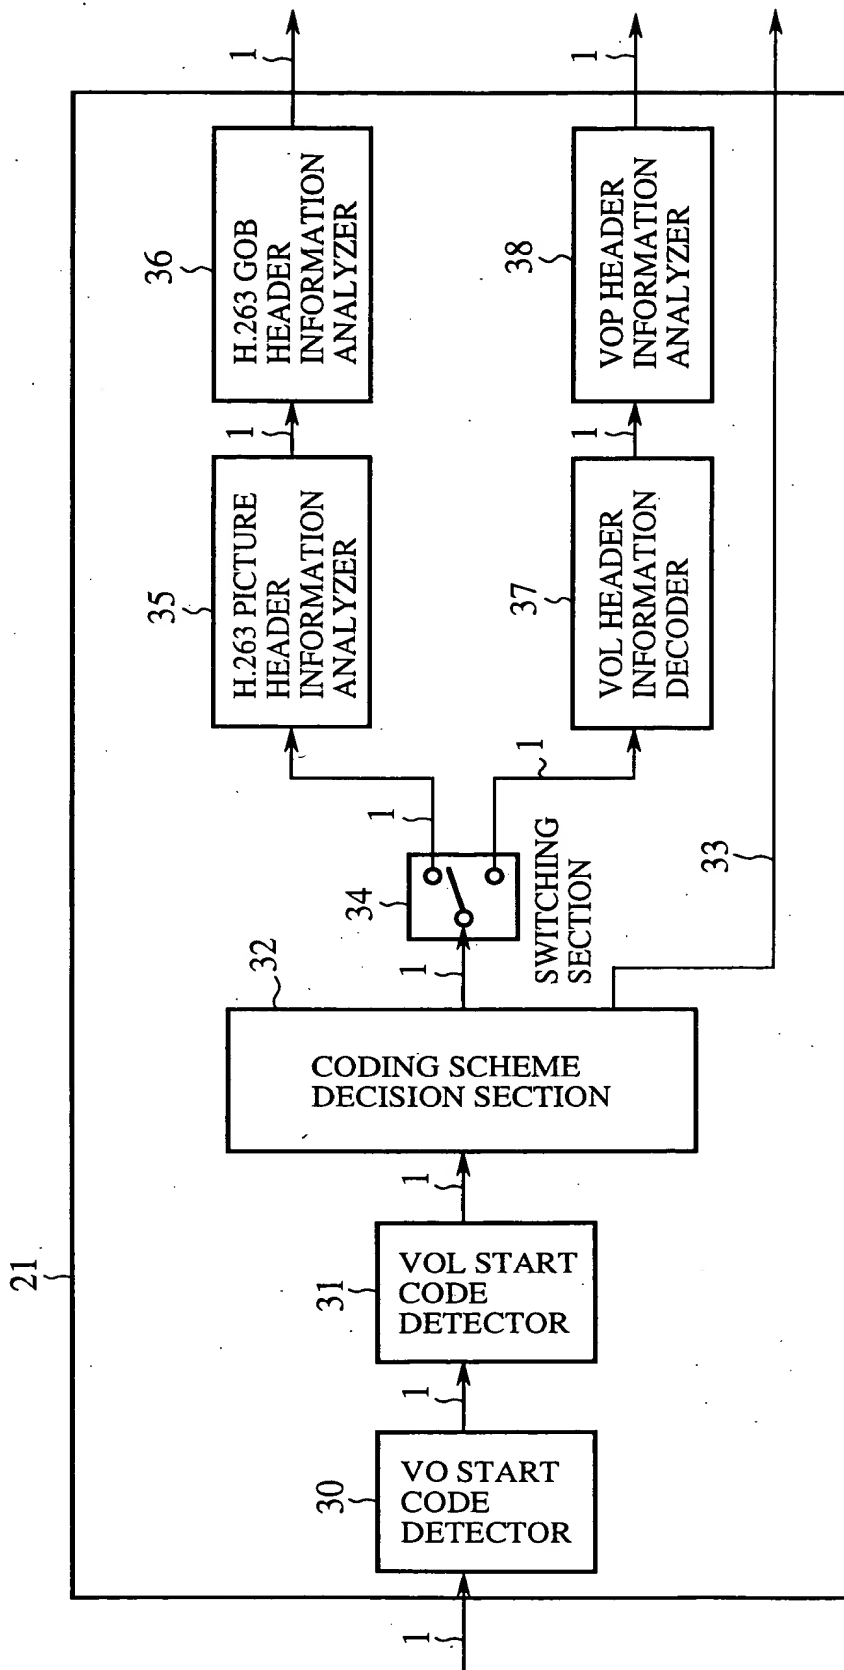 21
1
30
VO START
CODE
DETECTOR
1
31
VOL START
CODE
DETECTOR
1
32
CODING SCHEME
DECISION SECTION
1
34
SWITCHING
SECTION
1
35
H.263 PICTURE
HEADER
INFORMATION
ANALYZER
1
36
H.263 GOB
HEADER
INFORMATION
ANALYZER
1
1
37
VOL HEADER
INFORMATION
DECODER
1
38
VOP HEADER
INFORMATION
ANALYZER
1
33